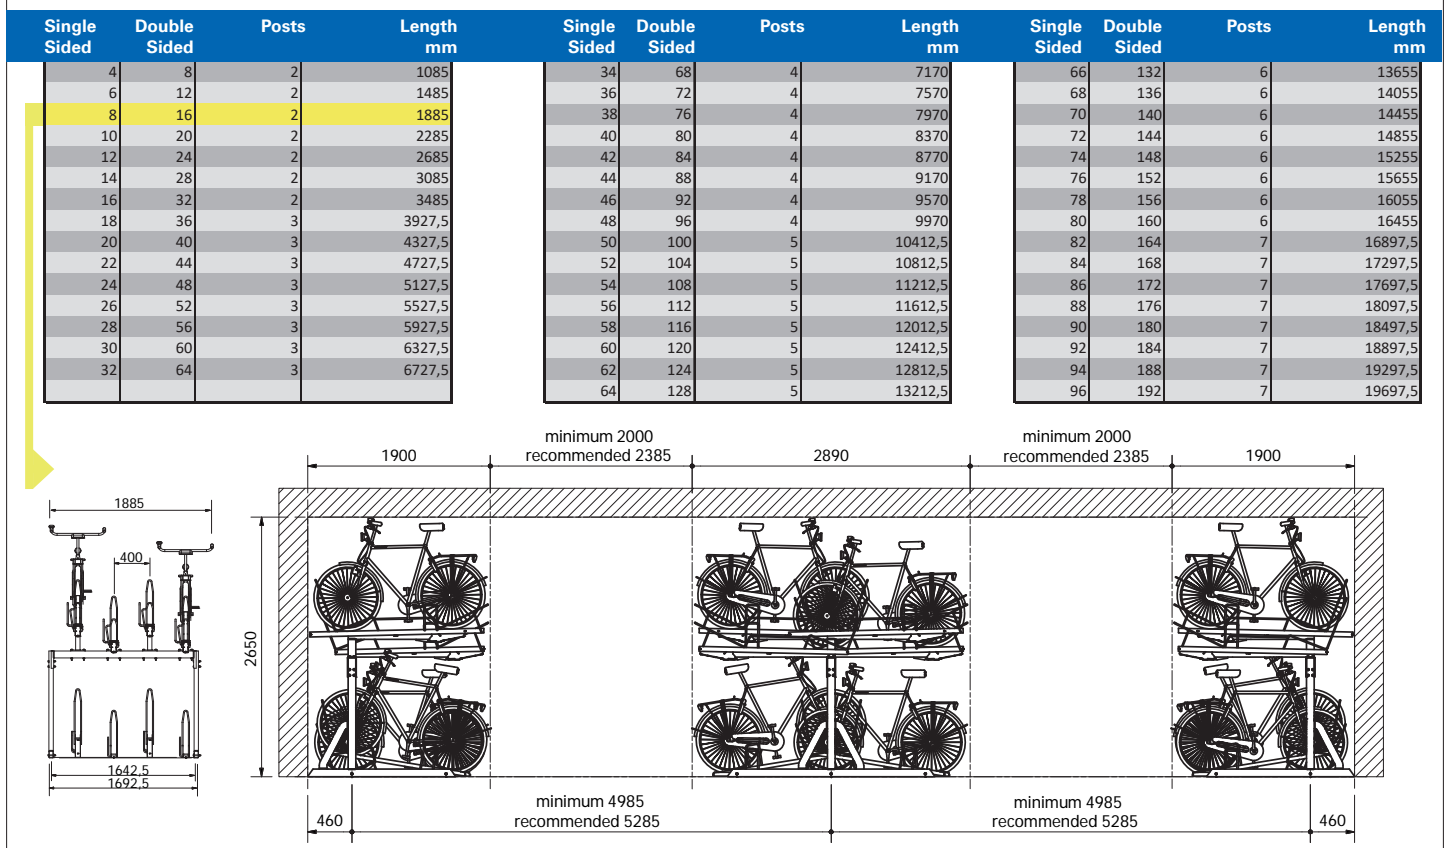 Single Sided Double Sided Posts Length mm
4 8 2 1085
6 12 2 1485
8 16 2 1885
10 20 2 2285
12 24 2 2685
14 28 2 3085
16 32 2 3485
18 36 3 3927,5
20 40 3 4327,5
22 44 3 4727,5
24 48 3 5127,5
26 52 3 5527,5
28 56 3 5927,5
30 60 3 6327,5
32 64 3 6727,5
Single Sided Double Sided Posts Length mm
34 68 4 7170
36 72 4 7570
38 76 4 7970
40 80 4 8370
42 84 4 8770
44 88 4 9170
46 92 4 9570
48 96 4 9970
50 100 5 10412,5
52 104 5 10812,5
54 108 5 11212,5
56 112 5 11612,5
58 116 5 12012,5
60 120 5 12412,5
62 124 5 12812,5
64 128 5 13212,5
Single Sided Double Sided Posts Length mm
66 132 6 13655
68 136 6 14055
70 140 6 14455
72 144 6 14855
74 148 6 15255
76 152 6 15655
78 156 6 16055
80 160 6 16455
82 164 7 16897,5
84 168 7 17297,5
86 172 7 17697,5
88 176 7 18097,5
90 180 7 18497,5
92 184 7 18897,5
94 188 7 19297,5
96 192 7 19697,5
1885
400
1642,5
1692,5
1900
minimum 2000
recommended 2385
2890
minimum 2000
recommended 2385
1900
2650
460
minimum 4985
recommended 5285
minimum 4985
recommended 5285
460